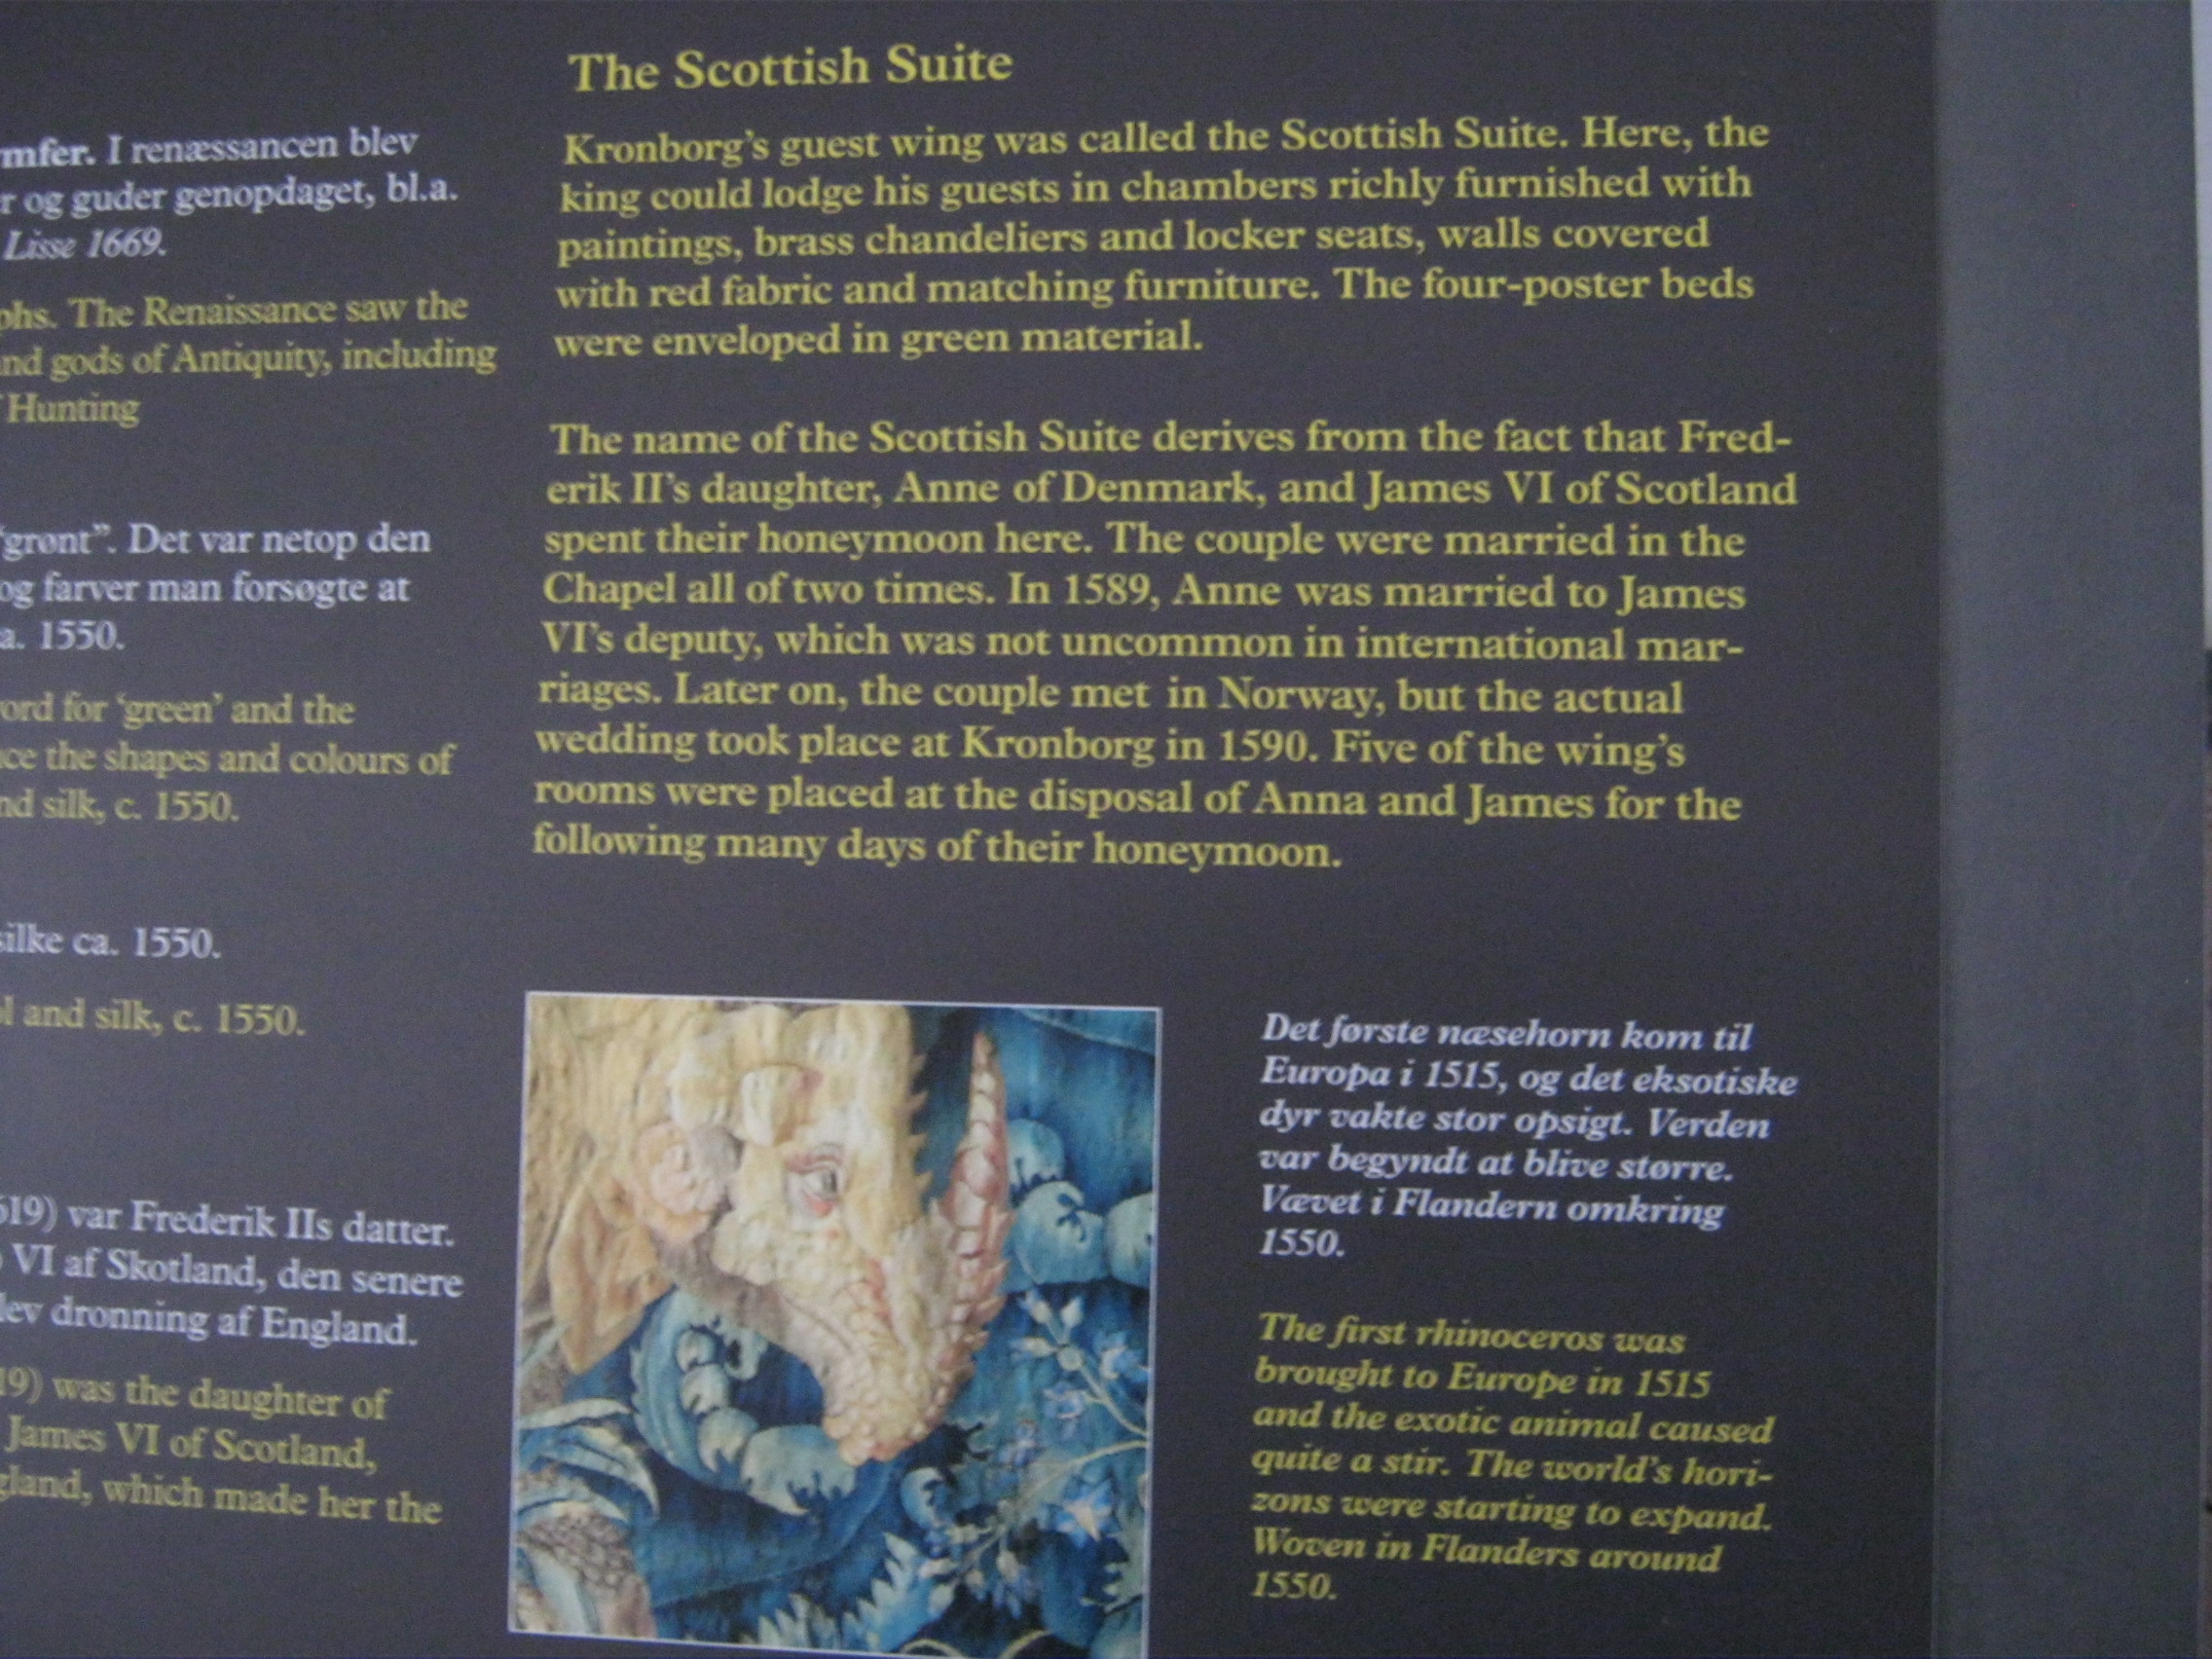 mfer. I renæssancen blev
r og guder genopdaget, bl.a.
Lisse 1669.
phs. The Renaissance saw the
nd gods of Antiquity, including
Hunting
“grønt”. Det var netop den
og farver man forsøgte at
a. 1550.
ord for ‘green’ and the
ce the shapes and colours of
nd silk, c. 1550.
silke ca. 1550.
l and silk, c. 1550.
619) var Frederik IIs datter.
VI af Skotland, den senere
lev dronning af England.
19) was the daughter of
James VI of Scotland,
gland, which made her the
The Scottish Suite
Kronborg’s guest wing was called the Scottish Suite. Here, the
king could lodge his guests in chambers richly furnished with
paintings, brass chandeliers and locker seats, walls covered
with red fabric and matching furniture. The four-poster beds
were enveloped in green material.
The name of the Scottish Suite derives from the fact that Fred-
erik II’s daughter, Anne of Denmark, and James VI of Scotland
spent their honeymoon here. The couple were married in the
Chapel all of two times. In 1589, Anne was married to James
VI’s deputy, which was not uncommon in international mar-
riages. Later on, the couple met in Norway, but the actual
wedding took place at Kronborg in 1590. Five of the wing’s
rooms were placed at the disposal of Anna and James for the
following many days of their honeymoon.
Det første næsehorn kom til
Europa i 1515, og det eksotiske
dyr vakte stor opsigt. Verden
var begyndt at blive større.
Vævet i Flandern omkring
1550.
The first rhinoceros was
brought to Europe in 1515
and the exotic animal caused
quite a stir. The world’s hori-
zons were starting to expand.
Woven in Flanders around
1550.